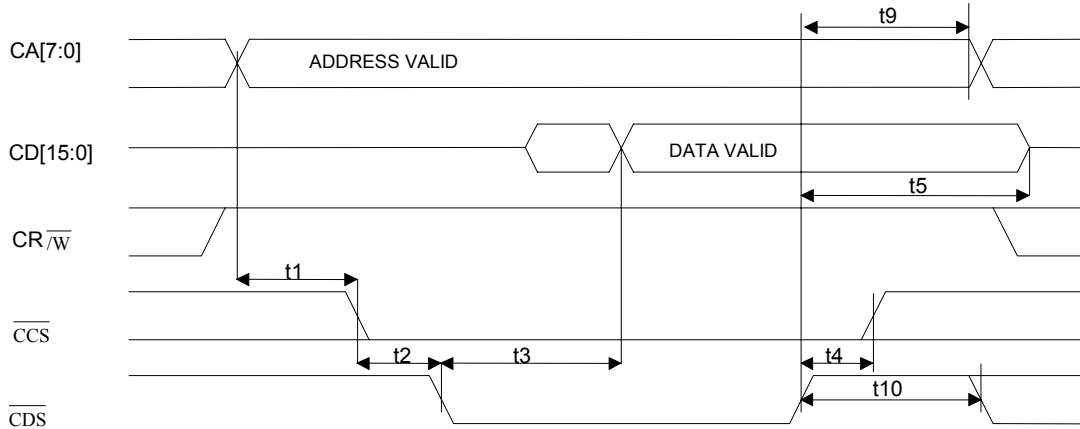 t9
CA[7:0]
ADDRESS VALID
CD[15:0]
DATA VALID
t5
CR/W
t1
CCS
t2
t3
t4
t10
CDS